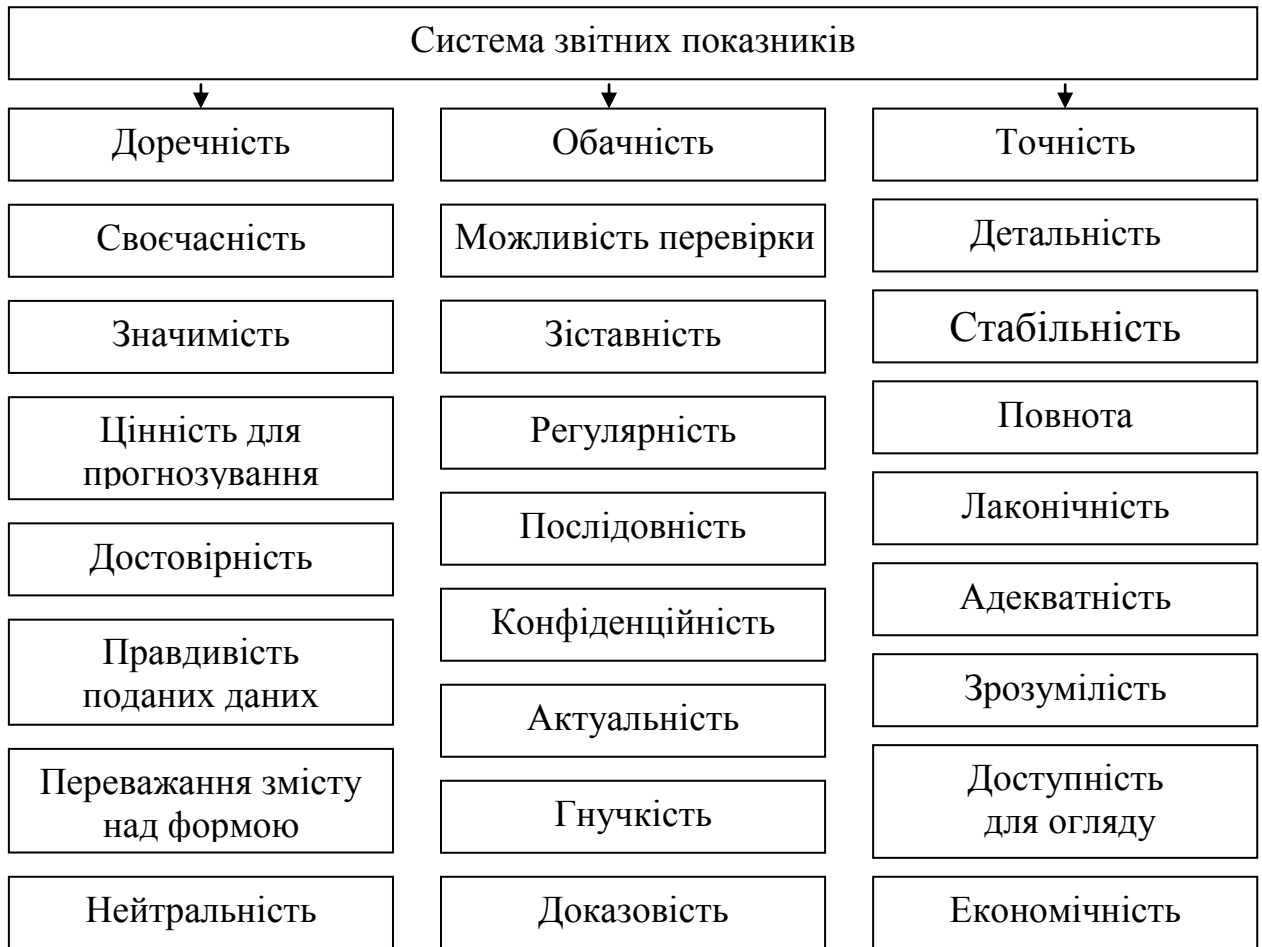 Система звітних показників
Доречність
Своєчасність
Значимість
Цінність для
прогнозування
Достовірність
Правдивість
поданих даних
Переважання змісту
над формою
Нейтральність
Обачність
Можливість перевірки
Зіставність
Регулярність
Послідовність
Конфіденційність
Актуальність
Гнучкість
Доказовість
Точність
Детальність
Стабільність
Повнота
Лаконічність
Адекватність
Зрозумілість
Доступність
для огляду
Економічність